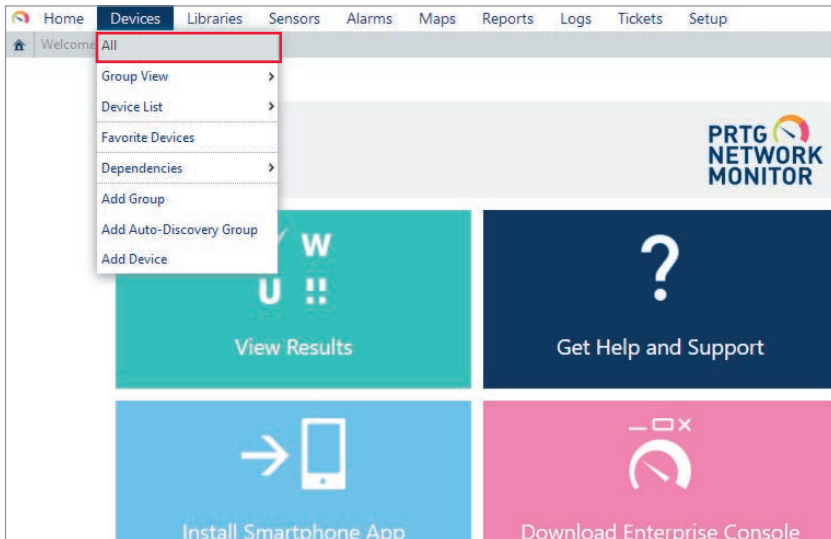 Home Devices Libraries Sensors Alarms Maps Reports Logs Tickets Setup
Welcome
All
Group View
Device List
Favorite Devices
Dependencies
Add Group
Add Auto-Discovery Group
Add Device
PRTG
NETWORK
MONITOR
W
U !!
View Results
?
Get Help and Support
Install Smartphone App
Download Enterprise Console